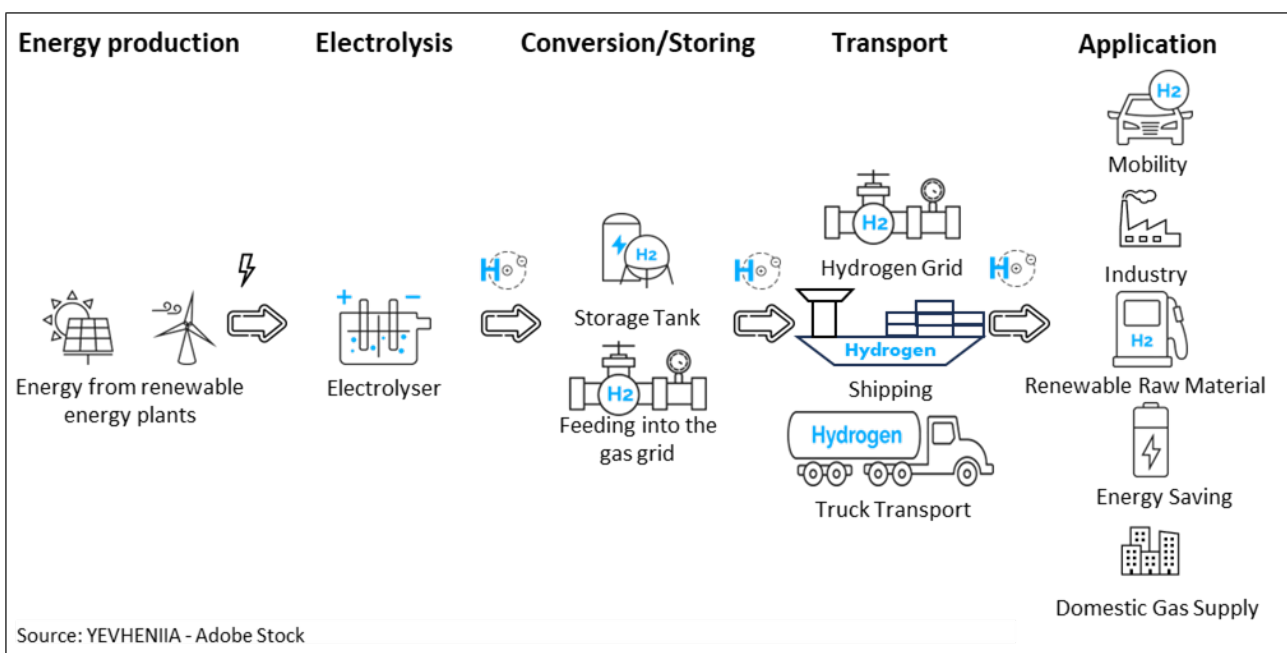 Energy production
Electrolysis
Conversion/Storing
Transport
Application
H2
Mobility
Industry
H2
Renewable Raw Material
Energy Saving
Domestic Gas Supply
Energy from renewable
energy plants
+ −
Electrolyser
H
H2
Storage Tank
H2
Feeding into the
gas grid
H
H2
Hydrogen Grid
Hydrogen
Shipping
Hydrogen
Truck Transport
H
Source: YEVHENIIA - Adobe Stock